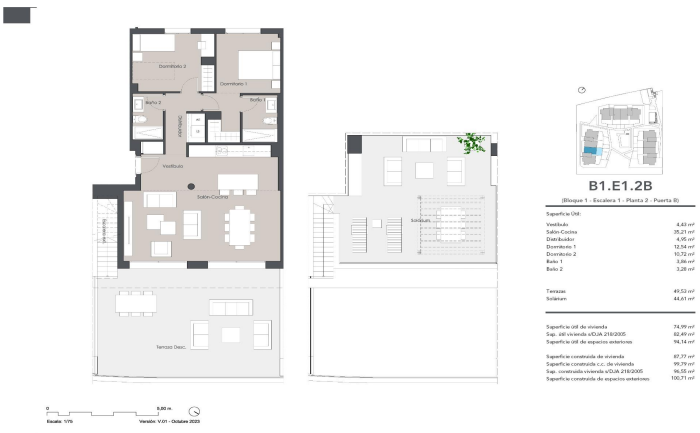 Dormitorio 2
Dormitorio 1
Baño 2
Baño 1
Vestíbulo
Salón-Cocina
Terraza Desc.
Solárium
B1.E1.2B
(Bloque 1 - Escalera 1 - Planta 2 - Puerta B)
Superficie Útil:
Vestíbulo 4,43 m²
Salón-Cocina 35,21 m²
Distribuidor 4,95 m²
Dormitorio 1 12,54 m²
Dormitorio 2 10,72 m²
Baño 1 3,86 m²
Baño 2 3,28 m²
Terrazas 49,53 m²
Solárium 44,61 m²
Superficie útil de vivienda 74,99 m²
Sup. útil vivienda s/DJA 218/2005 82,49 m²
Superficie útil de espacios exteriores 94,14 m²
Superficie construida de vivienda 87,77 m²
Superficie construida c.c. de vivienda 99,79 m²
Sup. construida vivienda s/DJA 218/2005 96,55 m²
Superficie construida de espacios exteriores 100,71 m²
0 5,00 m
Escala: 1/75 Versión: V.01 - Octubre 2023